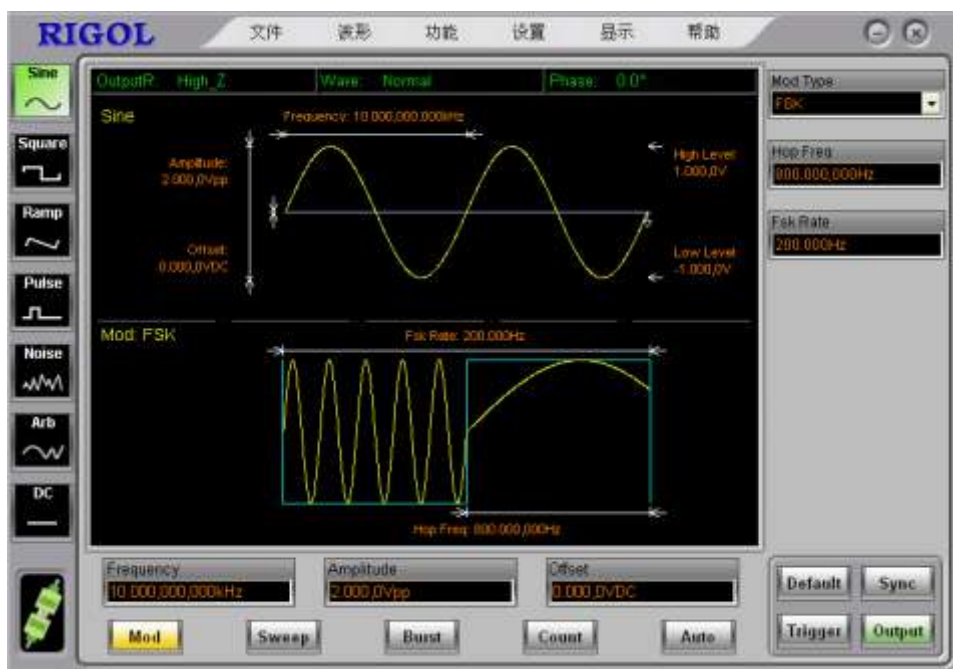 RIGOL 文件 波形 功能 设置 显示 帮助
Sine
Square
Ramp
Pulse
Noise
Arb
DC
OutputR: High_Z Wave: Normal Phase: 0.0°
Sine
Frequency: 10.000,000,000kHz
Amplitude:
2.000,0Vpp
High Level:
1.000,0V
Offset:
0.000,0VDC
Low Level:
-1.000,0V
Mod: FSK
Fsk Rate: 200.000Hz
Hop Freq: 800.000,000Hz
Mod Type
FSK
Hop Freq
800.000,000Hz
Fsk Rate
200.000Hz
Frequency
10.000,000,000kHz
Amplitude
2.000,0Vpp
Offset
0.000,0VDC
Mod Sweep Burst Count Auto
Default Sync
Trigger Output